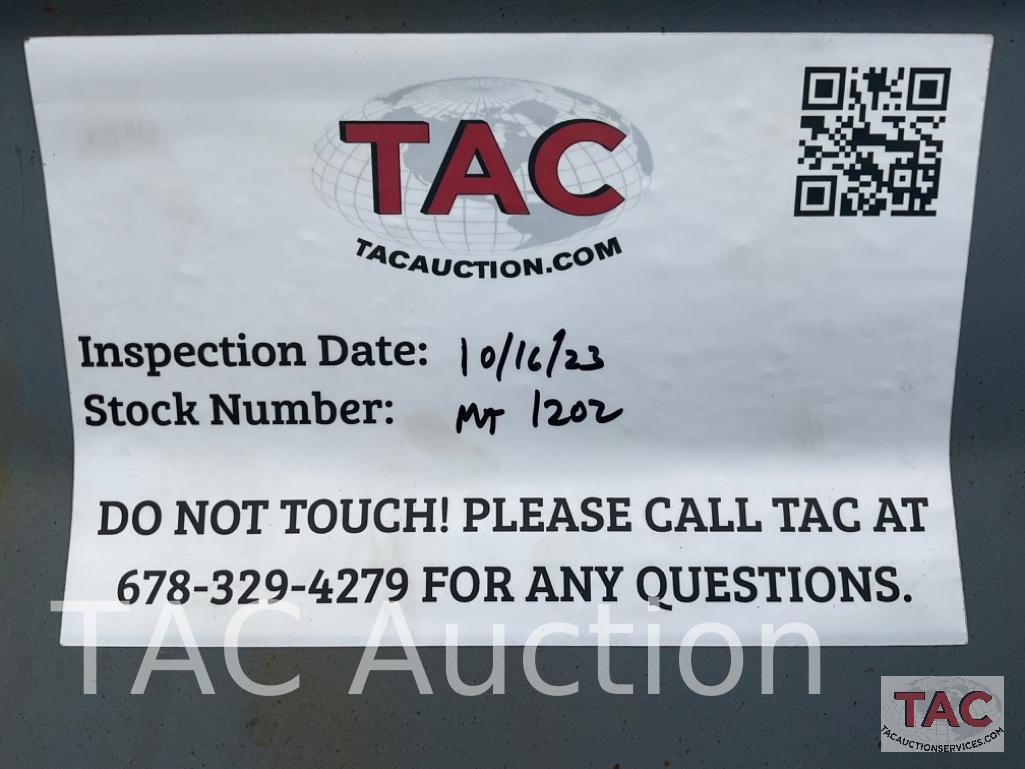 TAC
TACAUCTION.COM
Inspection Date: 10/16/23
Stock Number: MT 1202
DO NOT TOUCH! PLEASE CALL TAC AT
678-329-4279 FOR ANY QUESTIONS.
TAC Auction
TAC
TACAUCTIONSERVICES.COM